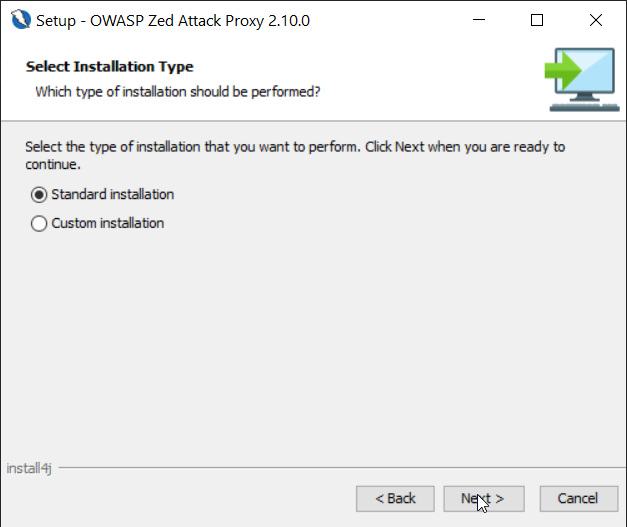 Setup - OWASP Zed Attack Proxy 2.10.0
Select Installation Type
Which type of installation should be performed?
Select the type of installation that you want to perform. Click Next when you are ready to
continue.
Standard installation
Custom installation
install4j
< Back
Next >
Cancel